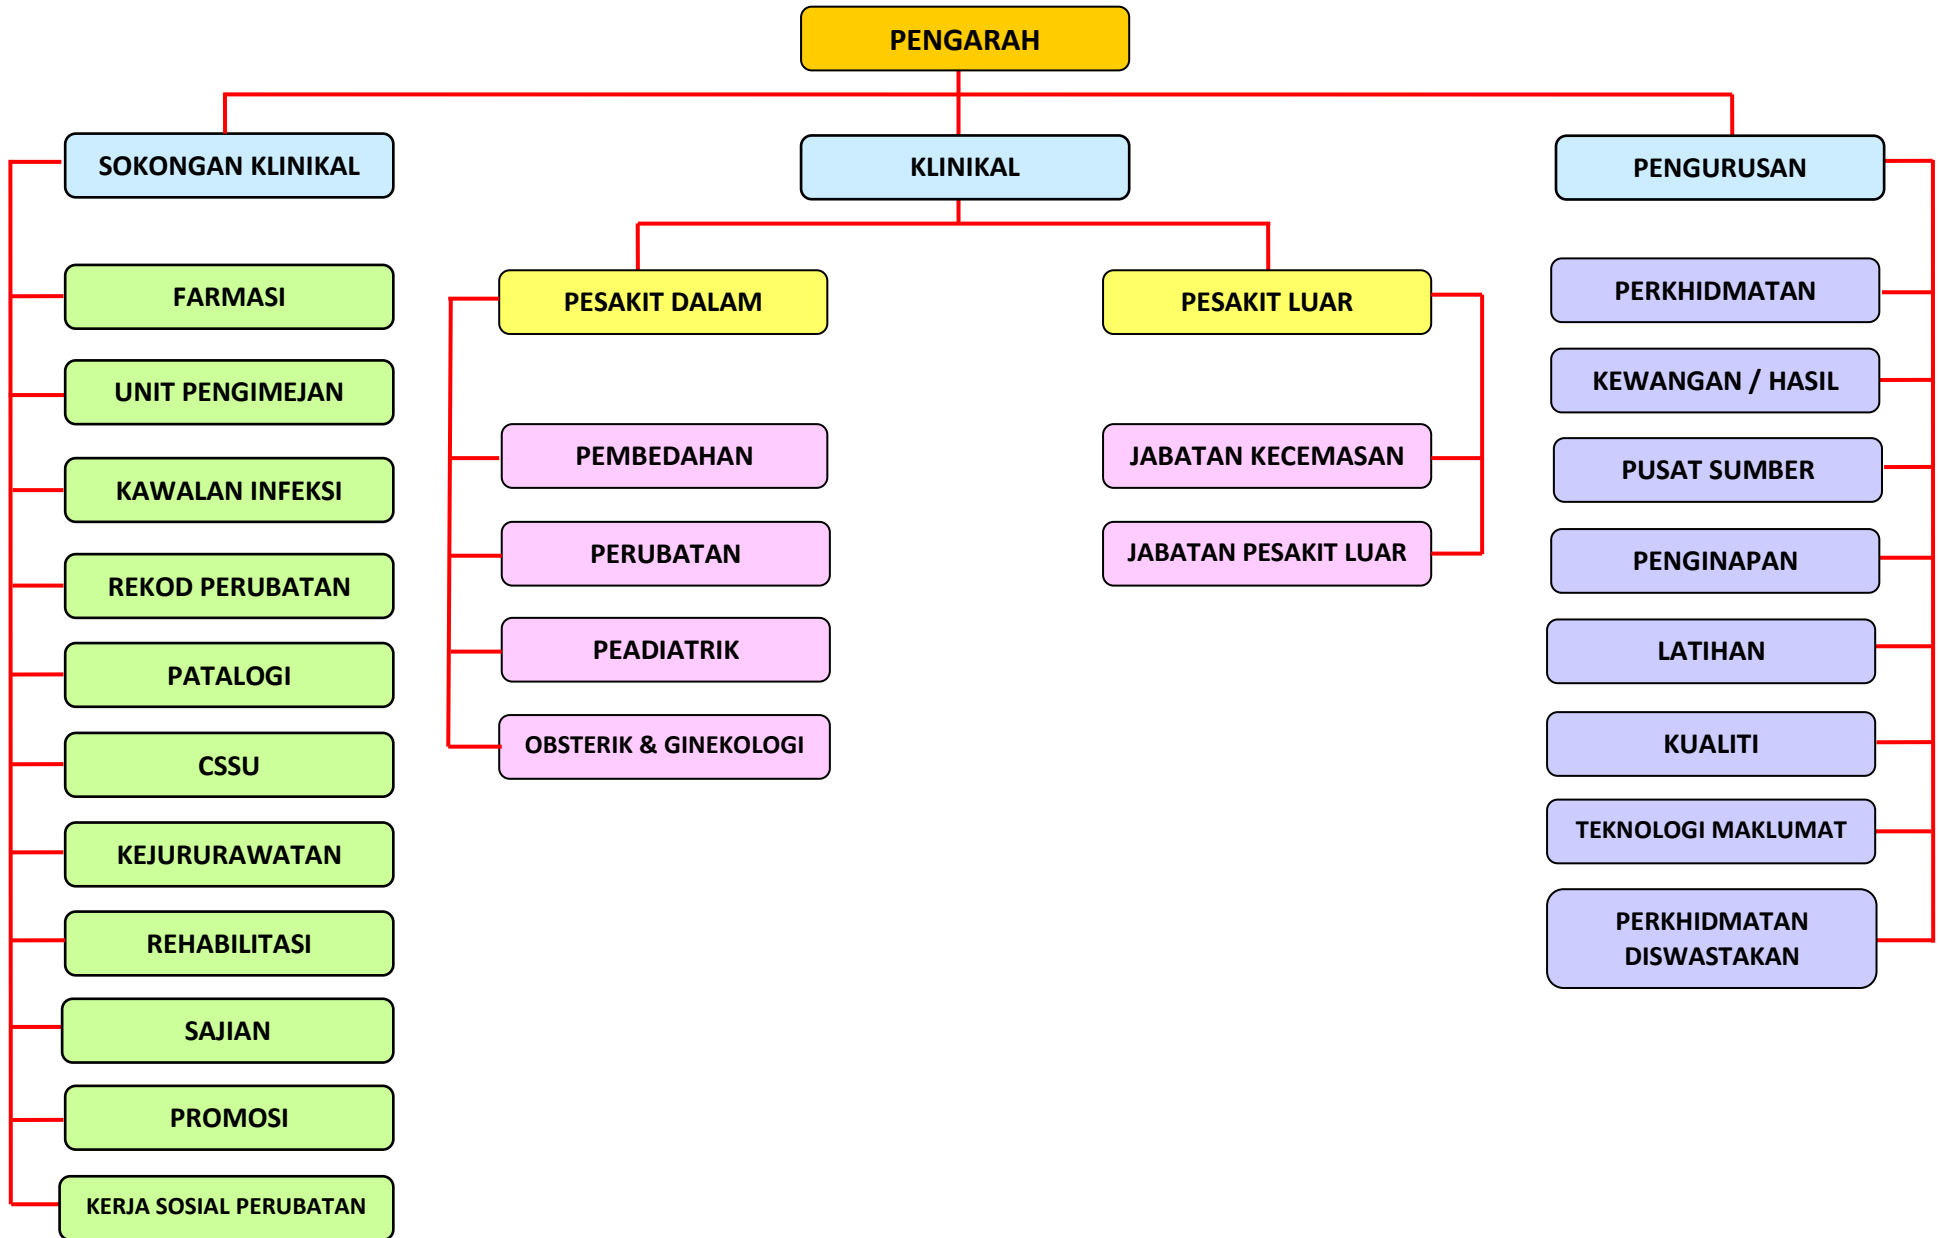 PENGARAH
SOKONGAN KLINIKAL
KLINIKAL
PENGURUSAN
FARMASI
UNIT PENGIMEJAN
KAWALAN INFEKSI
REKOD PERUBATAN
PATALOGI
CSSU
KEJURURAWATAN
REHABILITASI
SAJIAN
PROMOSI
KERJA SOSIAL PERUBATAN
PESAKIT DALAM
PEMBEDAHAN
PERUBATAN
PEADIATRIK
OBSTERIK & GINEKOLOGI
PESAKIT LUAR
JABATAN KECEMASAN
JABATAN PESAKIT LUAR
PERKHIDMATAN
KEWANGAN / HASIL
PUSAT SUMBER
PENGINAPAN
LATIHAN
KUALITI
TEKNOLOGI MAKLUMAT
PERKHIDMATAN
DISWASTAKAN